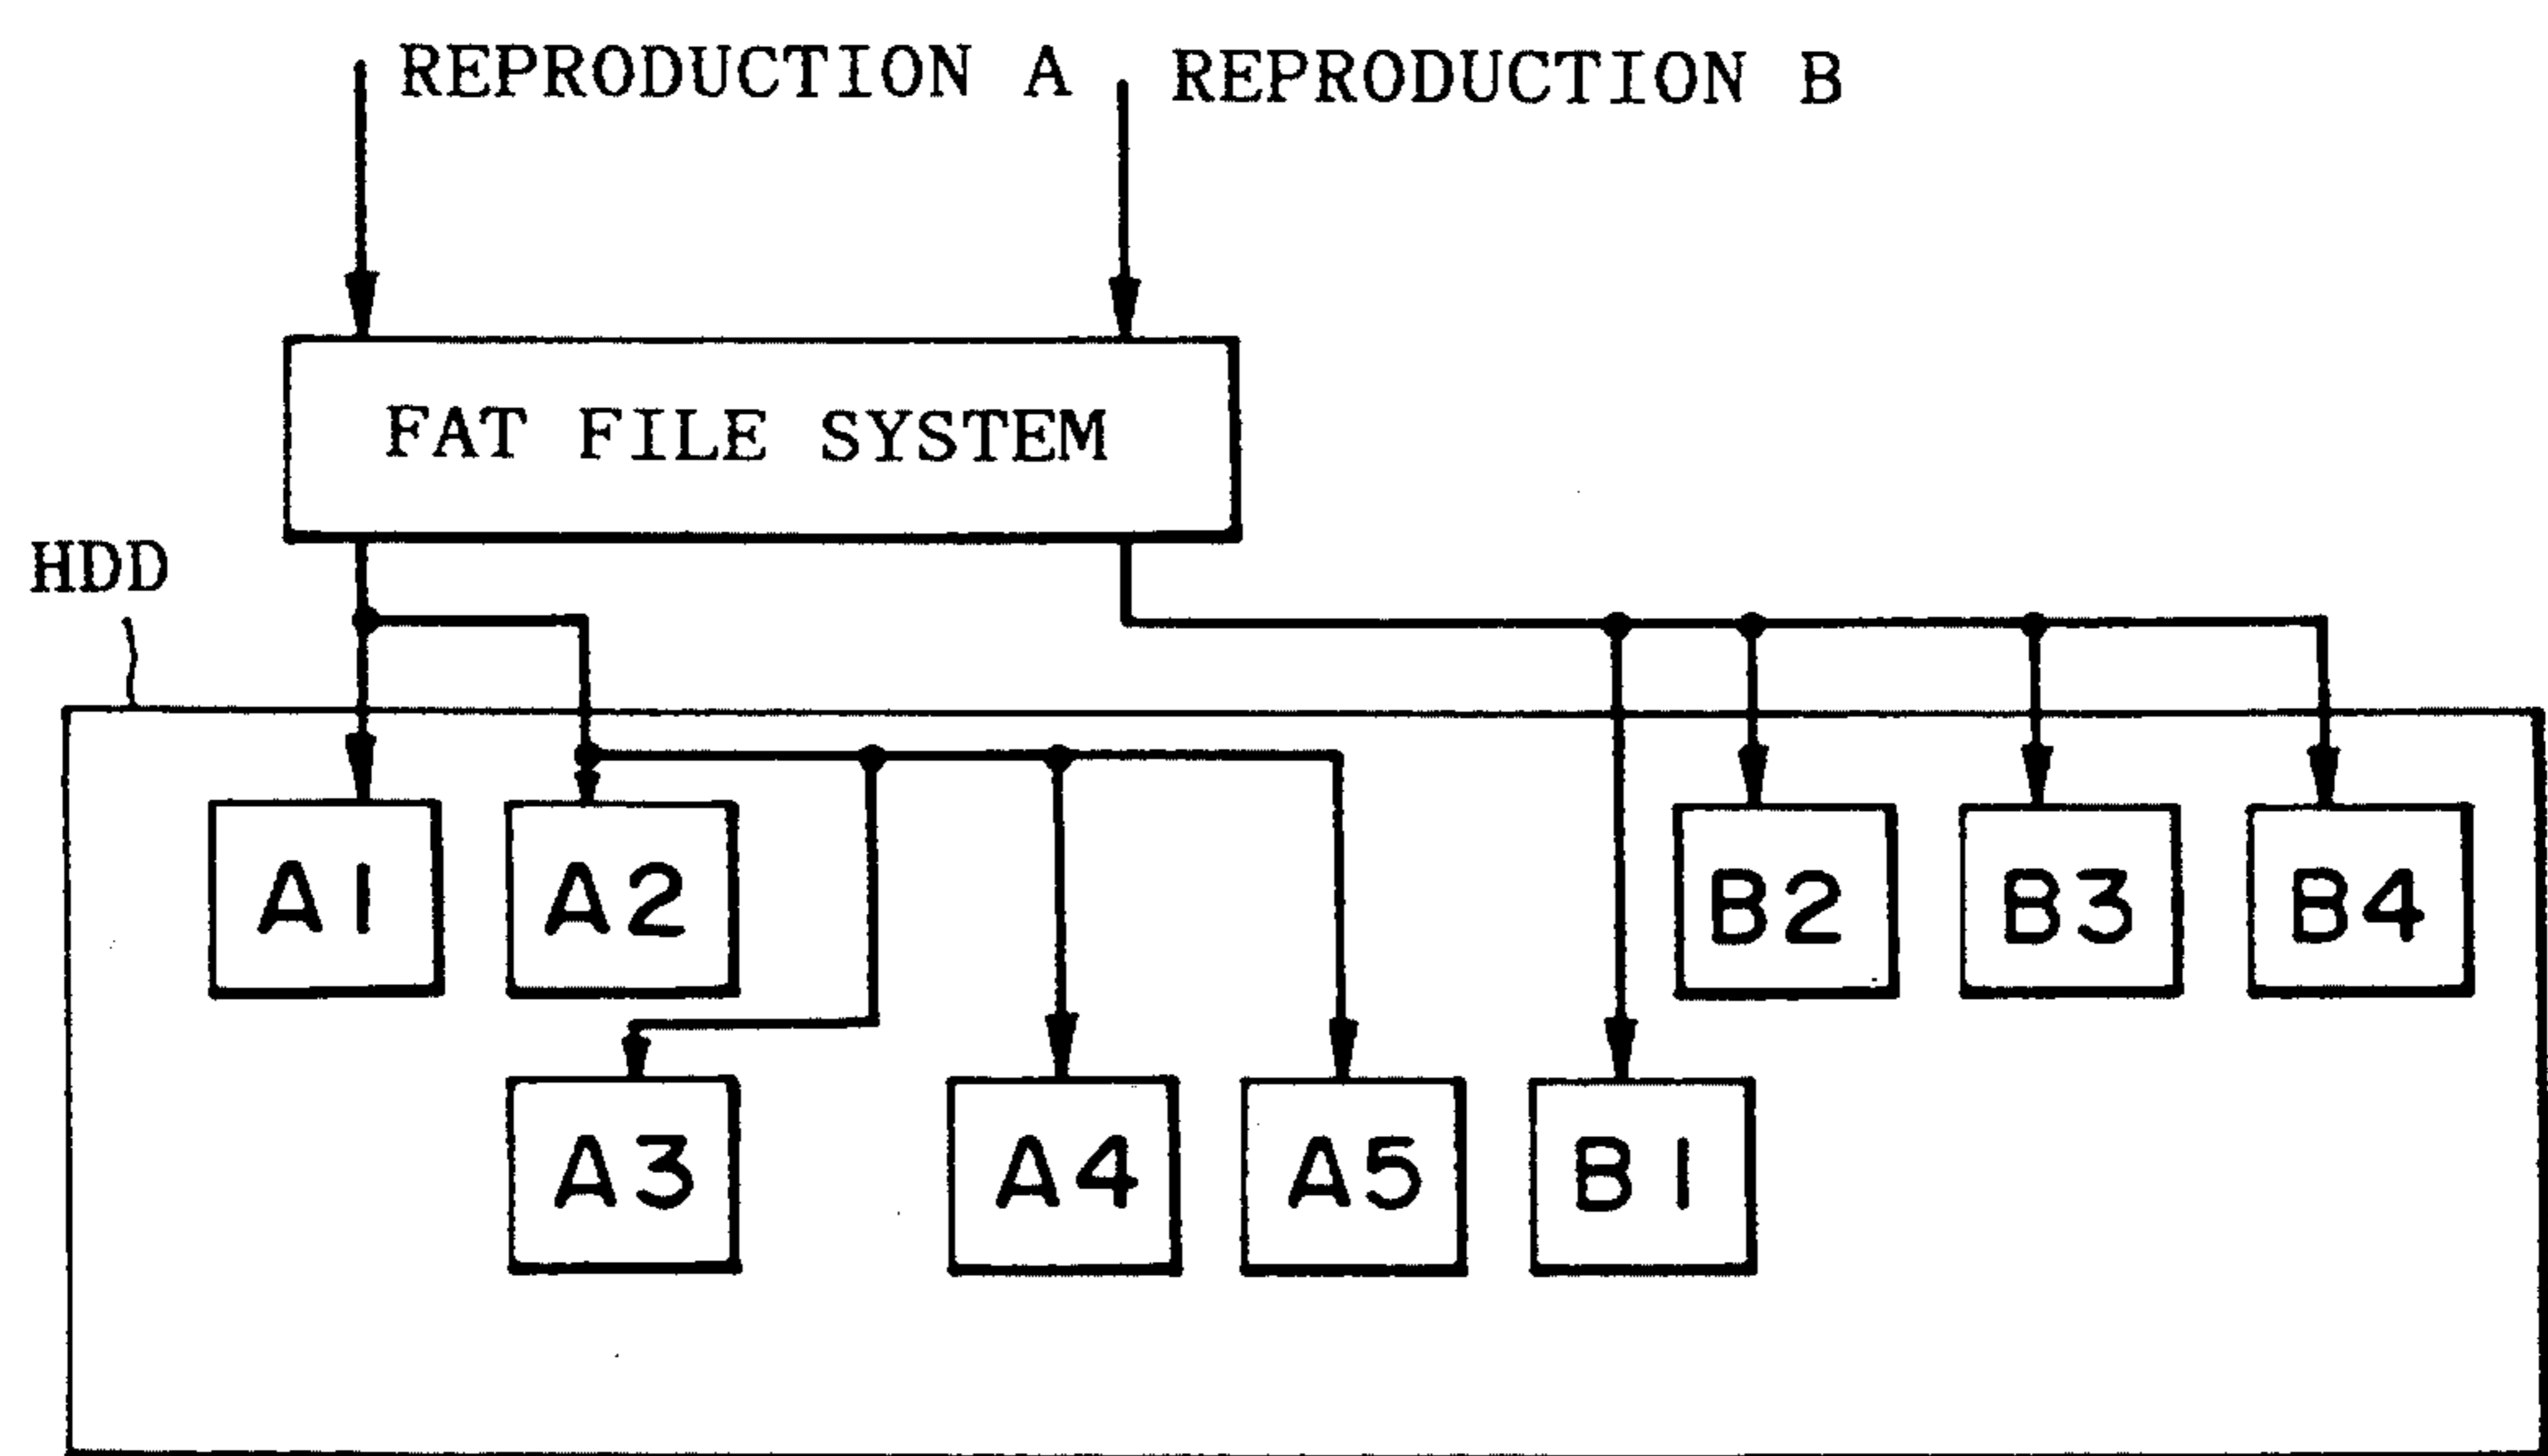 REPRODUCTION A
REPRODUCTION B
FAT FILE SYSTEM
HDD
A1
A2
B2
B3
B4
A3
A4
A5
B1